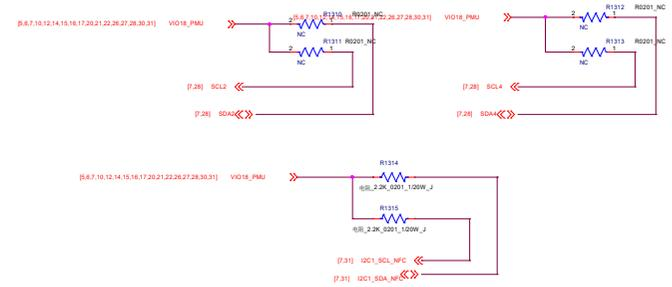 [5,6,7,10,12,14,15,16,17,20,21,22,26,27,28,30,31] VIO18_PMU
R1310 R0201_NC
2 1
NC
R1311 R0201_NC
2 1
NC
[7,28] SCL2
[7,28] SDA2
[5,6,7,10,12,14,15,16,17,20,21,22,26,27,28,30,31] VIO18_PMU
R1312 R0201_NC
2 1
NC
R1313 R0201_NC
2 1
NC
[7,28] SCL4
[7,28] SDA4
[5,6,7,10,12,14,15,16,17,20,21,22,26,27,28,30,31] VIO18_PMU
R1314
电阻_2.2K_0201_1/20W_J
R1315
电阻_2.2K_0201_1/20W_J
[7,31] I2C1_SCL_NFC
[7,31] I2C1_SDA_NFC